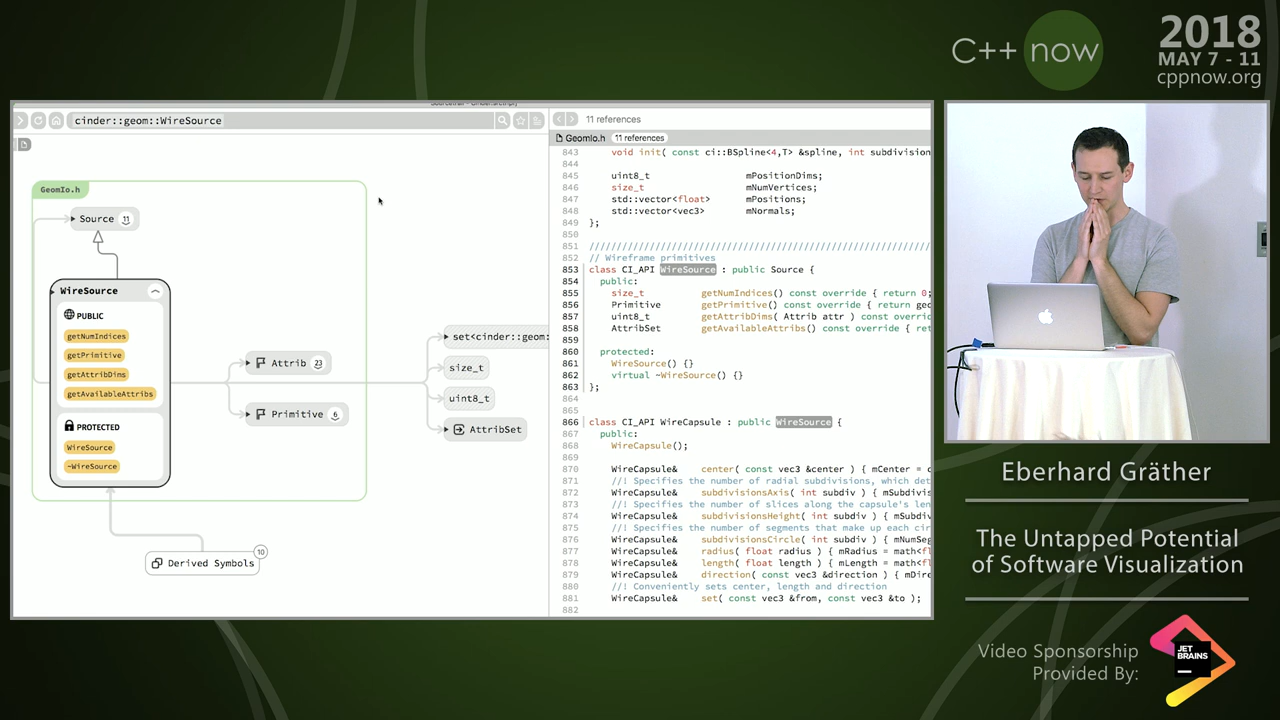 C++ now
2018
MAY 7 - 11
cppnow.org
cinder::geom::WireSource
GeomIo.h
Source 11
WireSource
PUBLIC
getNumIndices
getPrimitive
getAttribDims
getAvailableAttribs
PROTECTED
WireSource
~WireSource
Attrib 23
Primitive 6
set<cinder::geom:
size_t
uint8_t
AttribSet
Derived Symbols 10
11 references
GeomIo.h 11 references
843 void init( const ci::BSpline<4,T> &spline, int subdivision
844
845 uint8_t mPositionDims;
846 size_t mNumVertices;
847 std::vector<float> mPositions;
848 std::vector<vec3> mNormals;
849 };
850
851 ////////////////////////////////////////////////////////////
852 // Wireframe primitives
853 class CI_API WireSource : public Source {
854 public:
855 size_t getNumIndices() const override { return 0;
856 Primitive getPrimitive() const override { return geo
857 uint8_t getAttribDims( Attrib attr ) const overri
858 AttribSet getAvailableAttribs() const override { ret
859
860 protected:
861 WireSource() {}
862 virtual ~WireSource() {}
863 };
864
865
866 class CI_API WireCapsule : public WireSource {
867 public:
868 WireCapsule();
869
870 WireCapsule& center( const vec3 &center ) { mCenter = c
871 //! Specifies the number of radial subdivisions, which det
872 WireCapsule& subdivisionsAxis( int subdiv ) { mSubdivis
873 //! Specifies the number of slices along the capsule's len
874 WireCapsule& subdivisionsHeight( int subdiv ) { mSubdiv
875 //! Specifies the number of segments that make up each cir
876 WireCapsule& subdivisionsCircle( int subdiv ) { mNumSeg
877 WireCapsule& radius( float radius ) { mRadius = math<fl
878 WireCapsule& length( float length ) { mLength = math<fl
879 WireCapsule& direction( const vec3 &direction ) { mDire
880 //! Conveniently sets center, length and direction
881 WireCapsule& set( const vec3 &from, const vec3 &to );
882
Eberhard Gräther
The Untapped Potential
of Software Visualization
Video Sponsorship
Provided By:
JET
BRAINS